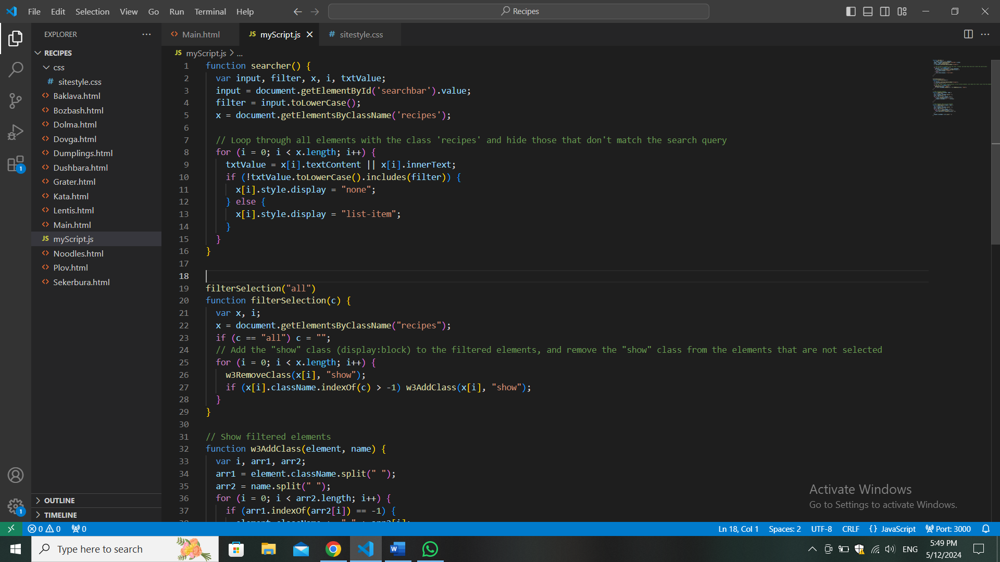 File Edit Selection View Go Run Terminal Help
Recipes
EXPLORER
Main.html
JS myScript.js
# sitestyle.css
RECIPES
css
# sitestyle.css
Baklava.html
Bozbash.html
Dolma.html
Dovga.html
Dumplings.html
Dushbara.html
Grater.html
Kata.html
Lentis.html
Main.html
JS myScript.js
Noodles.html
Plov.html
Sekerbura.html
OUTLINE
TIMELINE
1
1
JS myScript.js > ...
1 function searcher() {
2 var input, filter, x, i, txtValue;
3 input = document.getElementById('searchbar').value;
4 filter = input.toLowerCase();
5 x = document.getElementsByClassName('recipes');
6
7 // Loop through all elements with the class 'recipes' and hide those that don't match the search query
8 for (i = 0; i < x.length; i++) {
9 txtValue = x[i].textContent || x[i].innerText;
10 if (!txtValue.toLowerCase().includes(filter)) {
11 x[i].style.display = "none";
12 } else {
13 x[i].style.display = "list-item";
14 }
15 }
16 }
17
18
19 filterSelection("all")
20 function filterSelection(c) {
21 var x, i;
22 x = document.getElementsByClassName("recipes");
23 if (c == "all") c = "";
24 // Add the "show" class (display:block) to the filtered elements, and remove the "show" class from the elements that are not selected
25 for (i = 0; i < x.length; i++) {
26 w3RemoveClass(x[i], "show");
27 if (x[i].className.indexOf(c) > -1) w3AddClass(x[i], "show");
28 }
29 }
30
31 // Show filtered elements
32 function w3AddClass(element, name) {
33 var i, arr1, arr2;
34 arr1 = element.className.split(" ");
35 arr2 = name.split(" ");
36 for (i = 0; i < arr2.length; i++) {
37 if (arr1.indexOf(arr2[i]) == -1) {
Activate Windows
Go to Settings to activate Windows.
0 0 0
Ln 18, Col 1 Spaces: 2 UTF-8 CRLF {} JavaScript Port: 3000
Type here to search
ENG
5:49 PM
5/12/2024